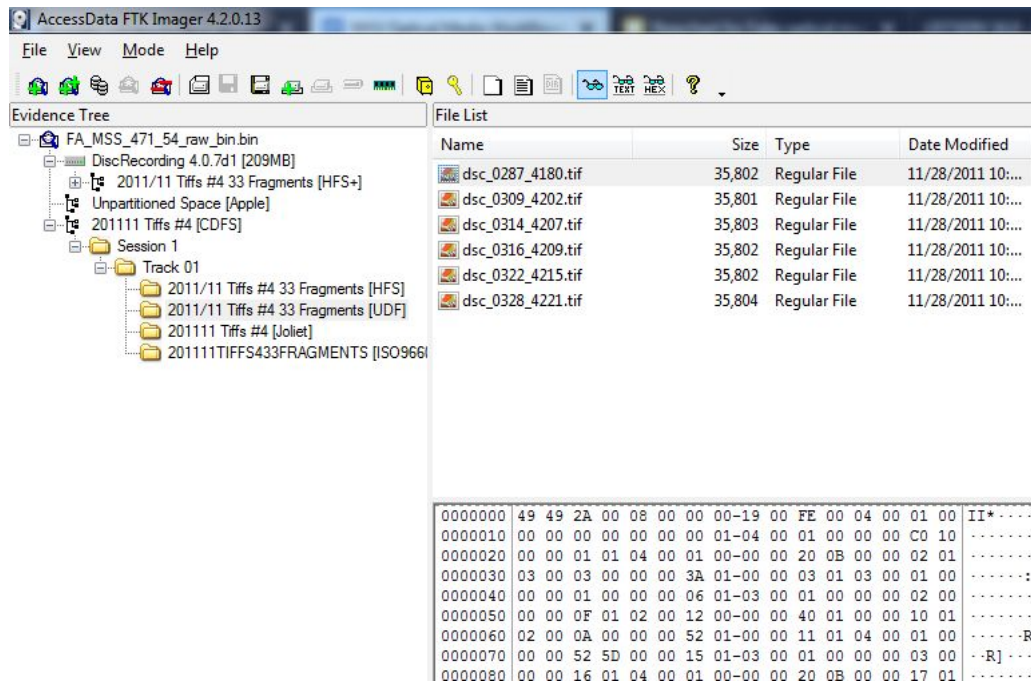 AccessData FTK Imager 4.2.0.13
File View Mode Help
TEXT HEX
Evidence Tree
FA_MSS_471_54_raw_bin.bin
DiscRecording 4.0.7d1 [209MB]
2011/11 Tiffs #4 33 Fragments [HFS+]
Unpartitioned Space [Apple]
201111 Tiffs #4 [CDFS]
Session 1
Track 01
2011/11 Tiffs #4 33 Fragments [HFS]
2011/11 Tiffs #4 33 Fragments [UDF]
201111 Tiffs #4 [Joliet]
201111TIFFS433FRAGMENTS [ISO966
File List
Name Size Type Date Modified
dsc_0287_4180.tif 35,802 Regular File 11/28/2011 10:...
dsc_0309_4202.tif 35,801 Regular File 11/28/2011 10:...
dsc_0314_4207.tif 35,803 Regular File 11/28/2011 10:...
dsc_0316_4209.tif 35,802 Regular File 11/28/2011 10:...
dsc_0322_4215.tif 35,802 Regular File 11/28/2011 10:...
dsc_0328_4221.tif 35,804 Regular File 11/28/2011 10:...
0000000 49 49 2A 00 08 00 00 00-19 00 FE 00 04 00 01 00 II*····
0000010 00 00 00 00 00 00 00 01-04 00 01 00 00 00 C0 10 ·······
0000020 00 00 01 01 04 00 01 00-00 00 20 0B 00 00 02 01 ·······
0000030 03 00 03 00 00 00 3A 01-00 00 03 01 03 00 01 00 ······:
0000040 00 00 01 00 00 00 06 01-03 00 01 00 00 00 02 00 ·······
0000050 00 00 0F 01 02 00 12 00-00 00 40 01 00 00 10 01 ·······
0000060 02 00 0A 00 00 00 52 01-00 00 11 01 04 00 01 00 ······R
0000070 00 00 52 5D 00 00 15 01-03 00 01 00 00 00 03 00 ··R]···
0000080 00 00 16 01 04 00 01 00-00 00 20 0B 00 00 17 01 ·······